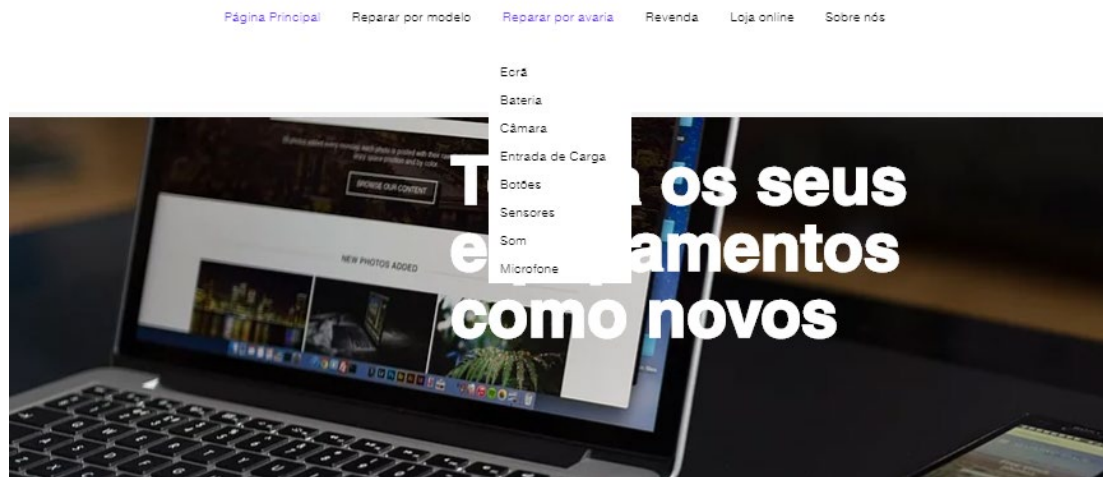 Página Principal Reparar por modelo Reparar por avaria Revenda Loja online Sobre nós
Ecrã
Bateria
Câmara
Entrada de Carga
Botões
Sensores
Som
Microfone
os seus
amentos
como novos
BROWSE OUR CONTENT
NEW PHOTOS ADDED